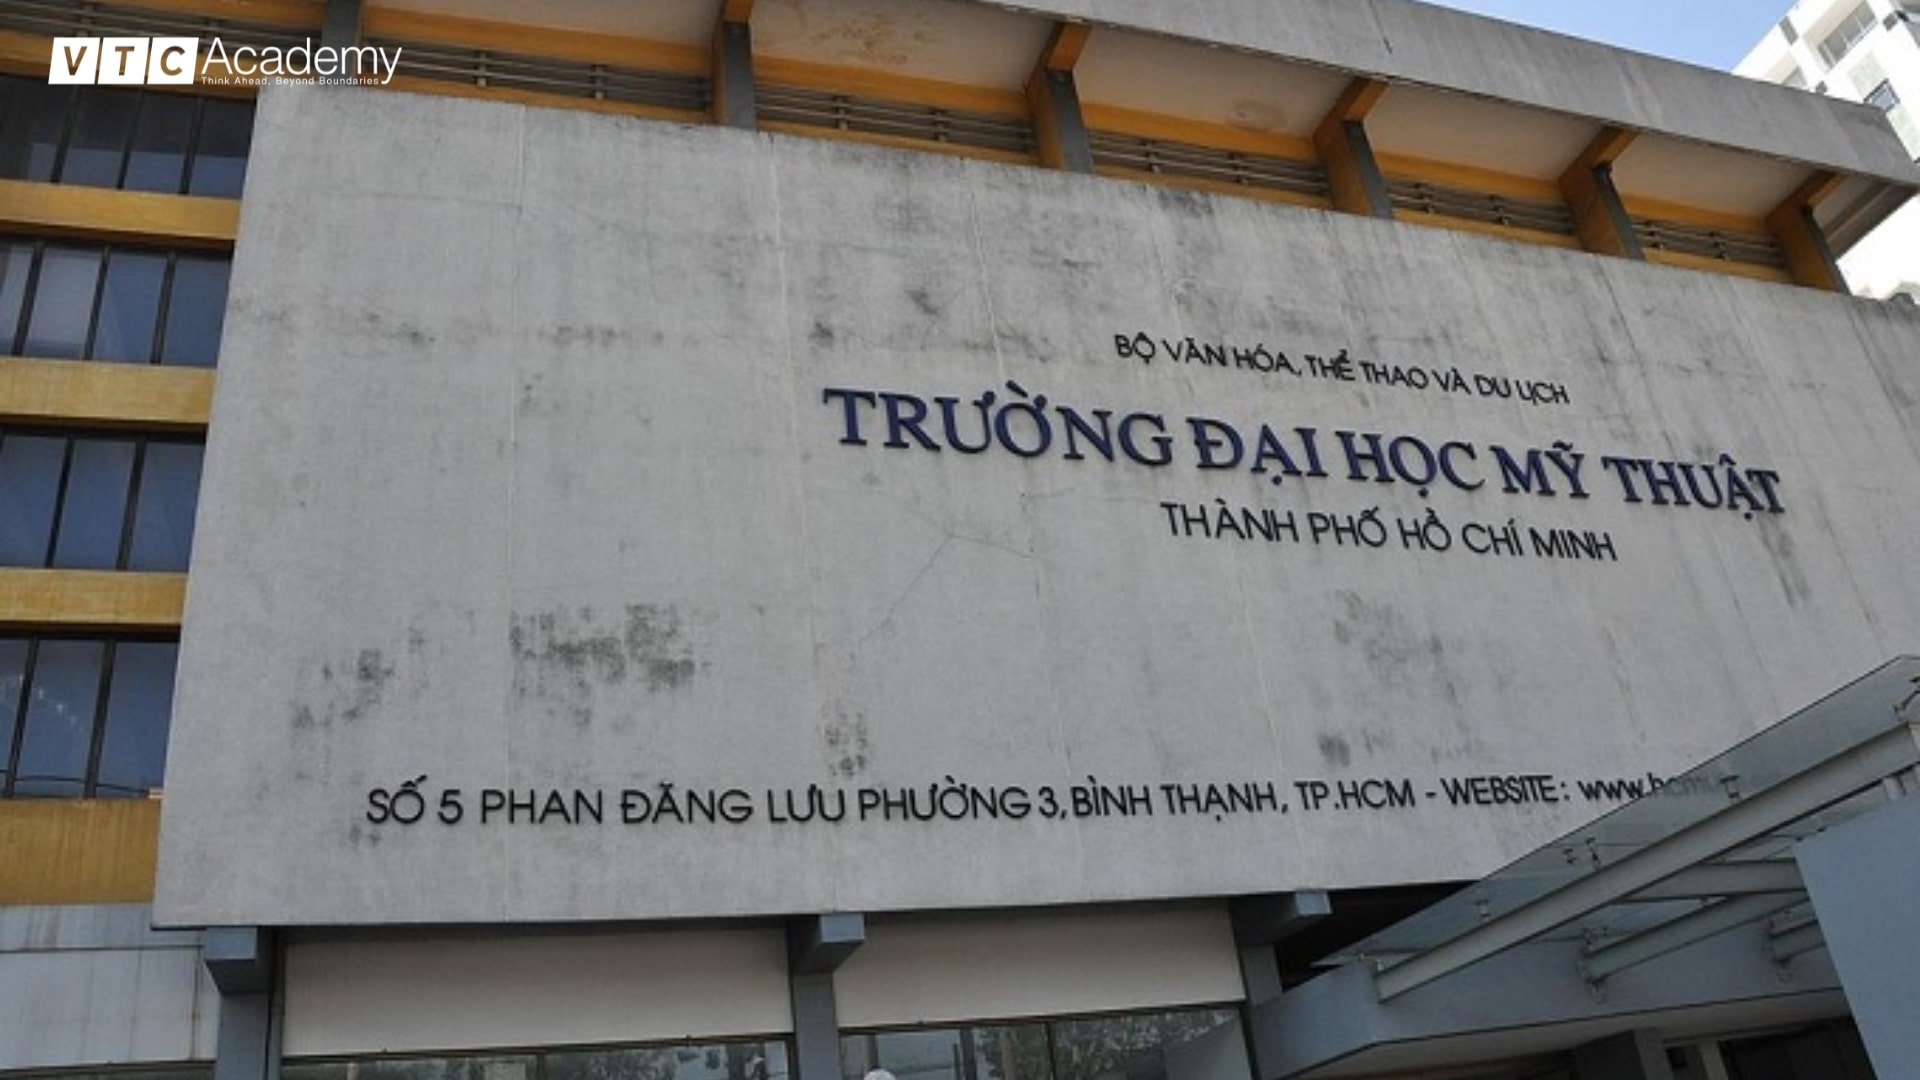 VTC Academy
Think Ahead, Beyond Boundaries
BỘ VĂN HÓA, THỂ THAO VÀ DU LỊCH
TRƯỜNG ĐẠI HỌC MỸ THUẬT
THÀNH PHỐ HỒ CHÍ MINH
SỐ 5 PHAN ĐĂNG LƯU PHƯỜNG 3, BÌNH THẠNH, TP.HCM - WEBSITE: